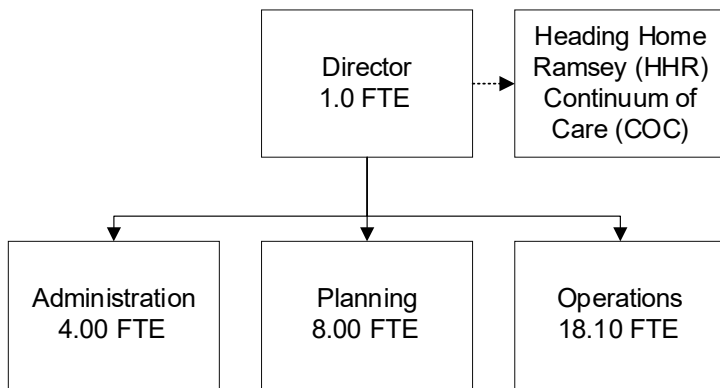 Director
1.0 FTE
Heading Home
Ramsey (HHR)
Continuum of
Care (COC)
Administration
4.00 FTE
Planning
8.00 FTE
Operations
18.10 FTE